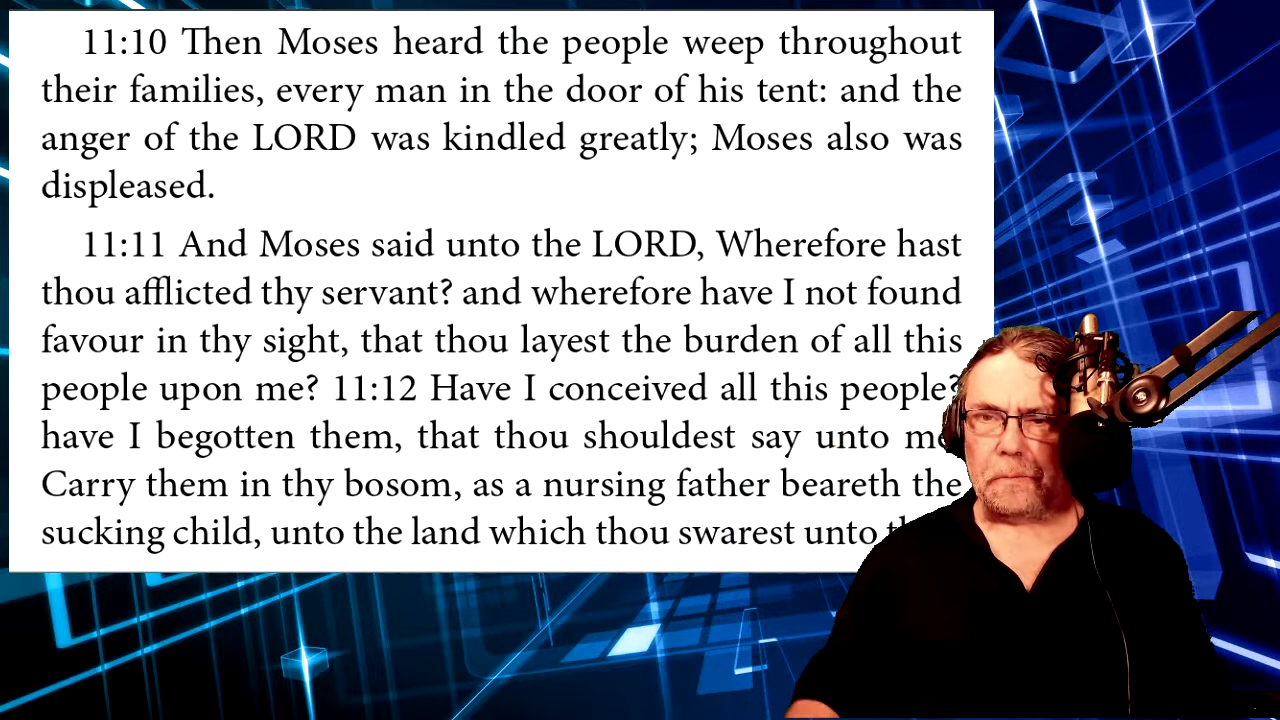 11:10 Then Moses heard the people weep throughout
their families, every man in the door of his tent: and the
anger of the LORD was kindled greatly; Moses also was
displeased.
11:11 And Moses said unto the LORD, Wherefore hast
thou afflicted thy servant? and wherefore have I not found
favour in thy sight, that thou layest the burden of all this
people upon me? 11:12 Have I conceived all this people?
have I begotten them, that thou shouldest say unto me
Carry them in thy bosom, as a nursing father beareth the
sucking child, unto the land which thou swarest unto